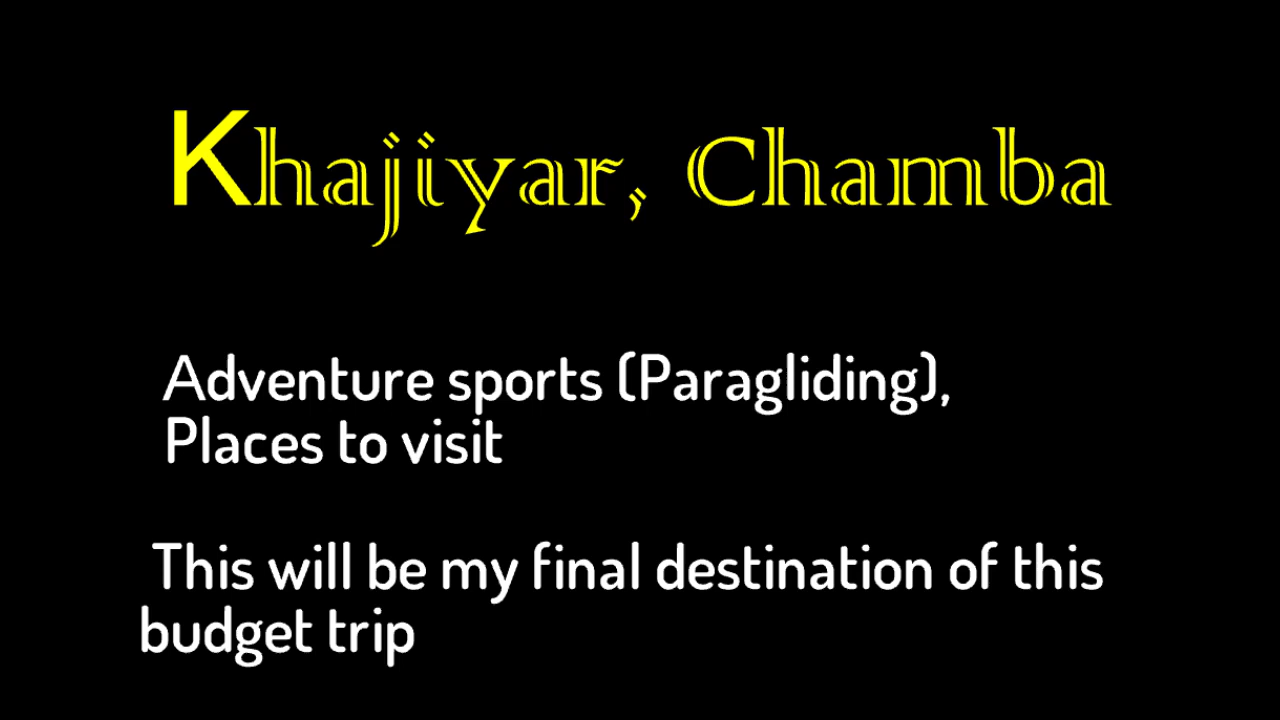 Khajiyar, Chamba
Adventure sports (Paragliding),
Places to visit
This will be my final destination of this
budget trip